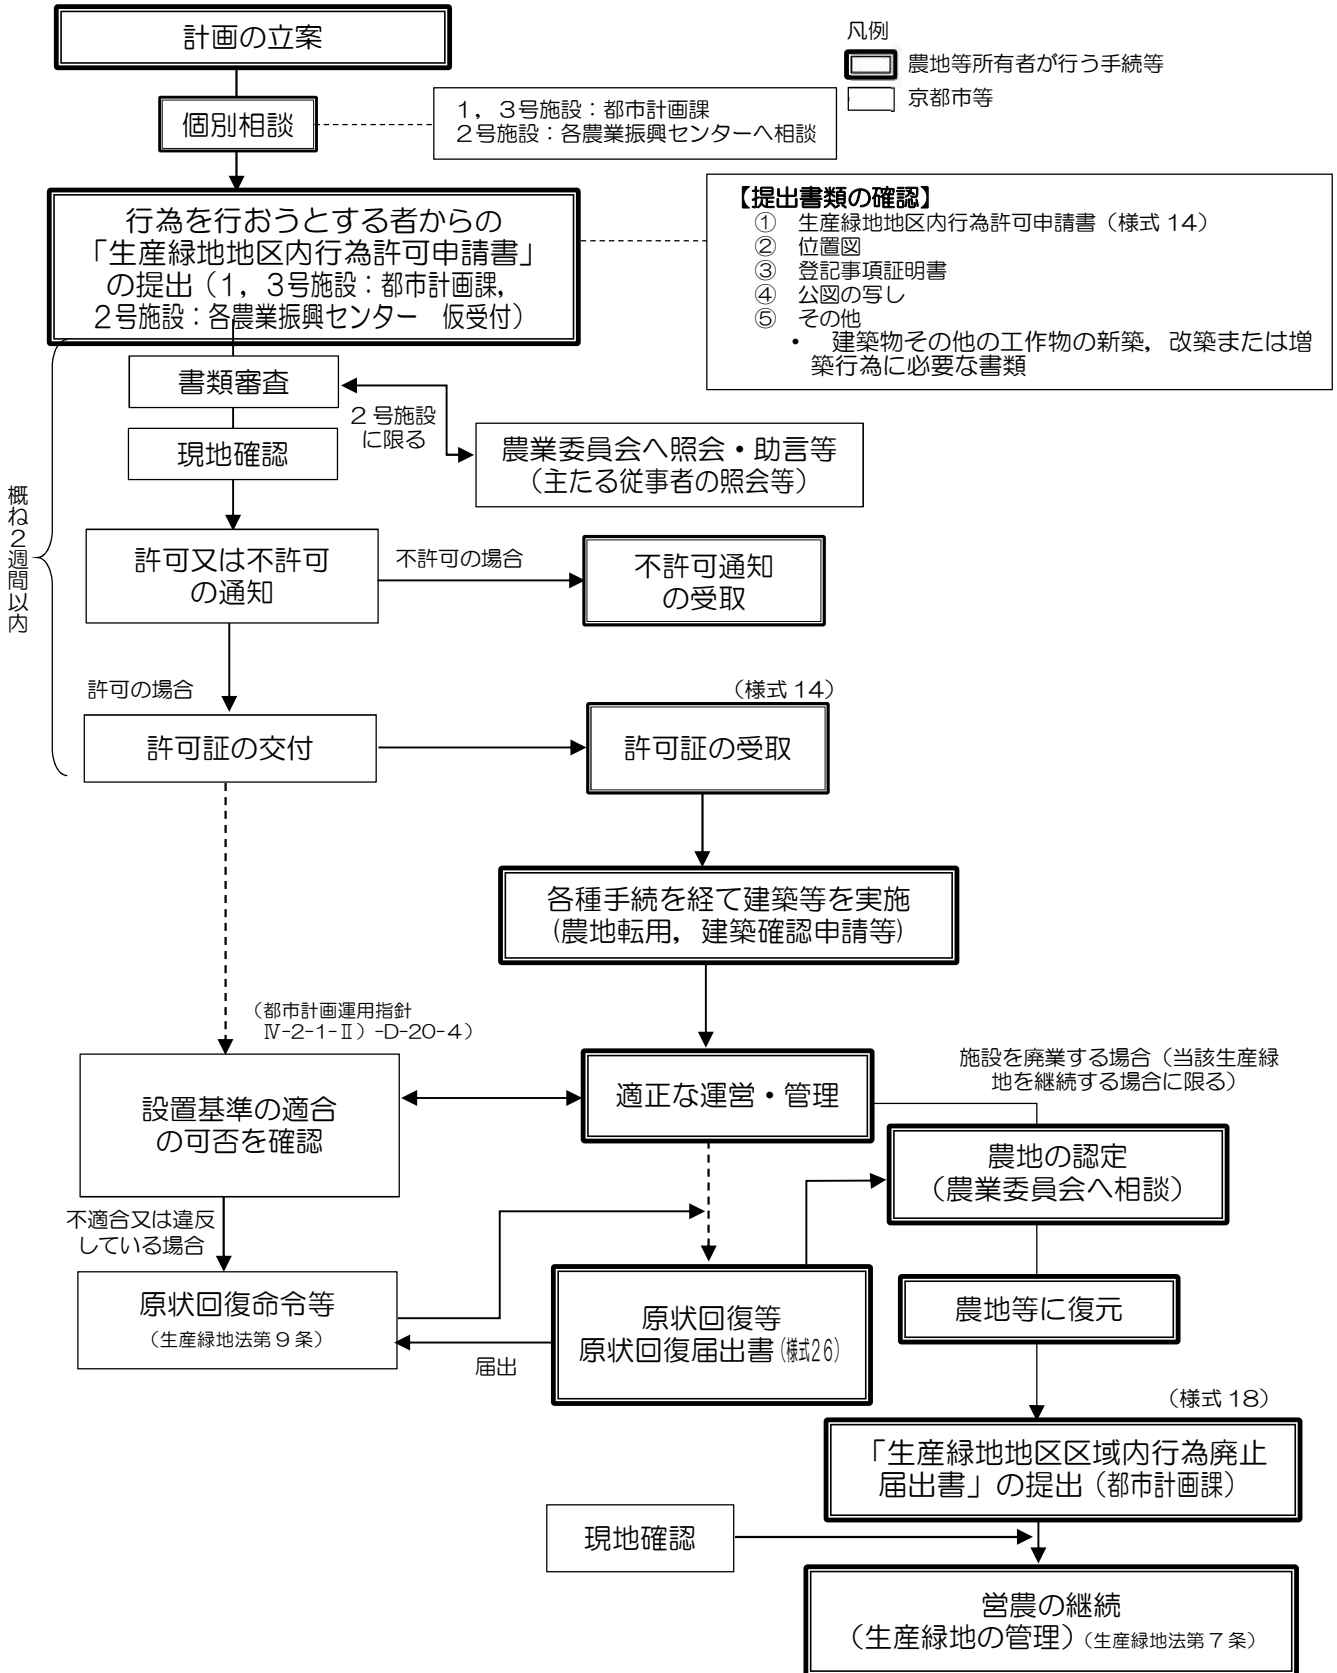 計画の立案
凡例
農地等所有者が行う手続等
京都市等
個別相談
１，３号施設：都市計画課
２号施設：各農業振興センターへ相談
行為を行おうとする者からの
「生産緑地地区内行為許可申請書」
の提出（１，３号施設：都市計画課，
２号施設：各農業振興センター　仮受付）
【提出書類の確認】
①　生産緑地地区内行為許可申請書（様式 14）
②　位置図
③　登記事項証明書
④　公図の写し
⑤　その他
・　建築物その他の工作物の新築，改築または増
築行為に必要な書類
書類審査
２号施設
に限る
現地確認
農業委員会へ照会・助言等
（主たる従事者の照会等）
概ね２週間以内
許可又は不許可
の通知
不許可の場合
不許可通知
の受取
許可の場合
（様式 14）
許可証の交付
許可証の受取
各種手続を経て建築等を実施
(農地転用，建築確認申請等)
（都市計画運用指針
Ⅳ-2-1-Ⅱ）-D-20-4）
設置基準の適合
の可否を確認
適正な運営・管理
施設を廃業する場合（当該生産緑
地を継続する場合に限る）
農地の認定
（農業委員会へ相談）
不適合又は違反
している場合
原状回復命令等
（生産緑地法第９条）
届出
原状回復等
原状回復届出書（様式26）
農地等に復元
（様式 18）
「生産緑地地区区域内行為廃止
届出書」の提出（都市計画課）
現地確認
営農の継続
（生産緑地の管理）（生産緑地法第７条）